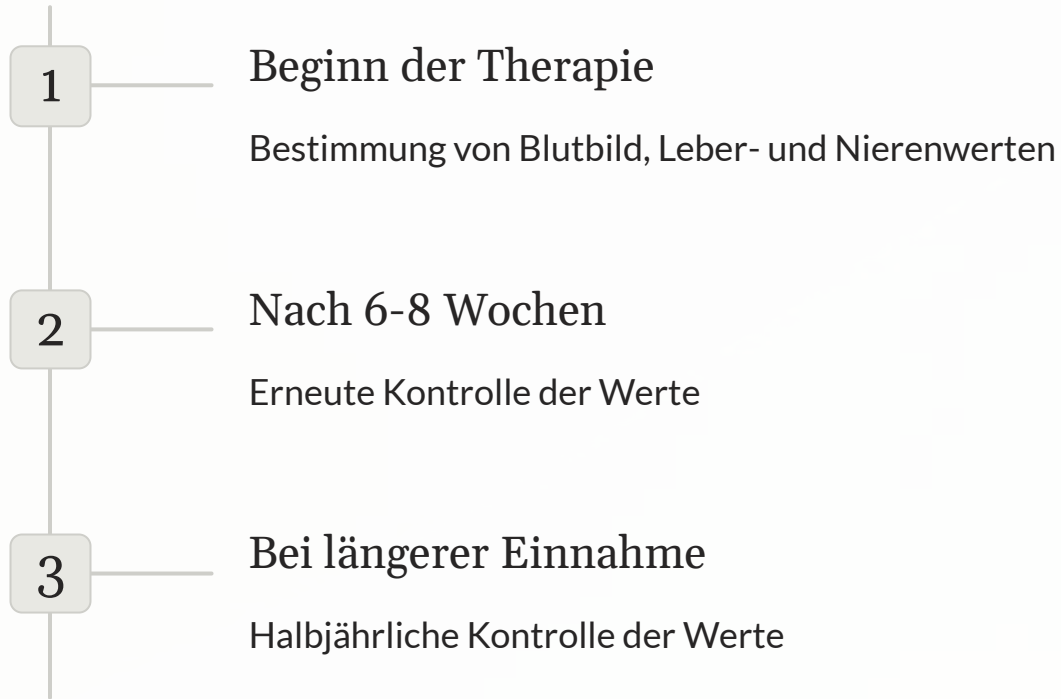 1
Beginn der Therapie
Bestimmung von Blutbild, Leber- und Nierenwerten
2
Nach 6-8 Wochen
Erneute Kontrolle der Werte
3
Bei längerer Einnahme
Halbjährliche Kontrolle der Werte